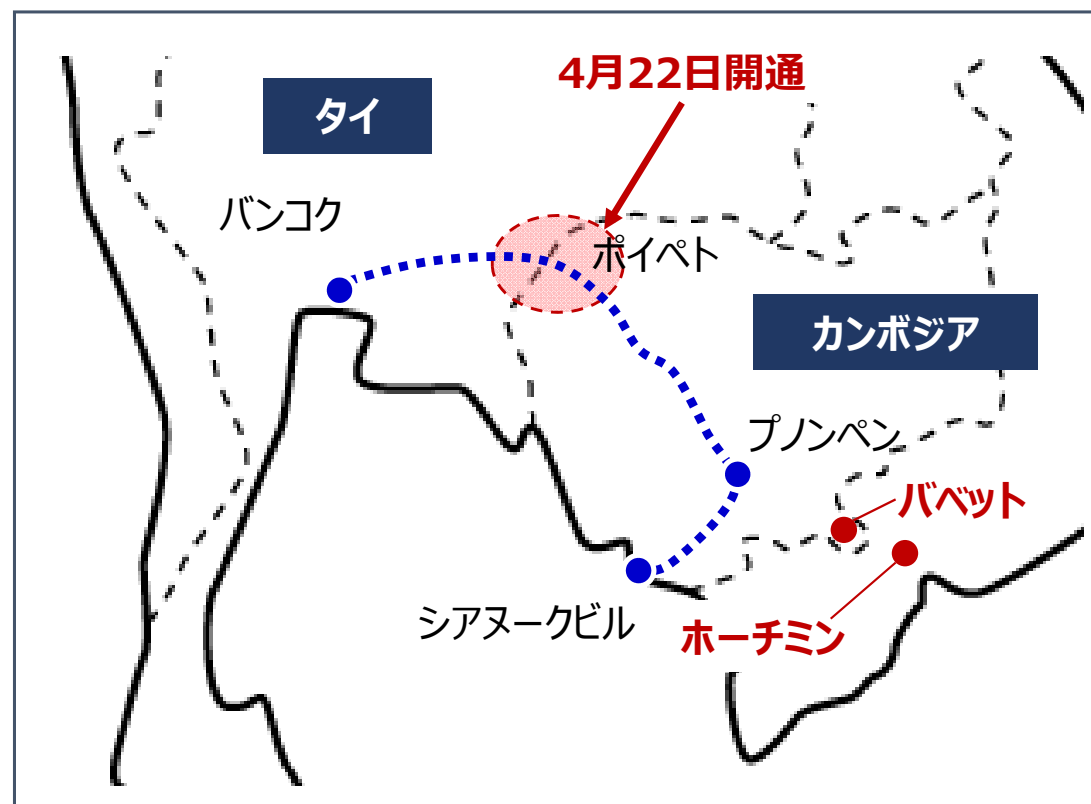 4月22日開通
タイ
バンコク
ポイペト
カンボジア
プノンペン
バベット
シアヌークビル
ホーチミン